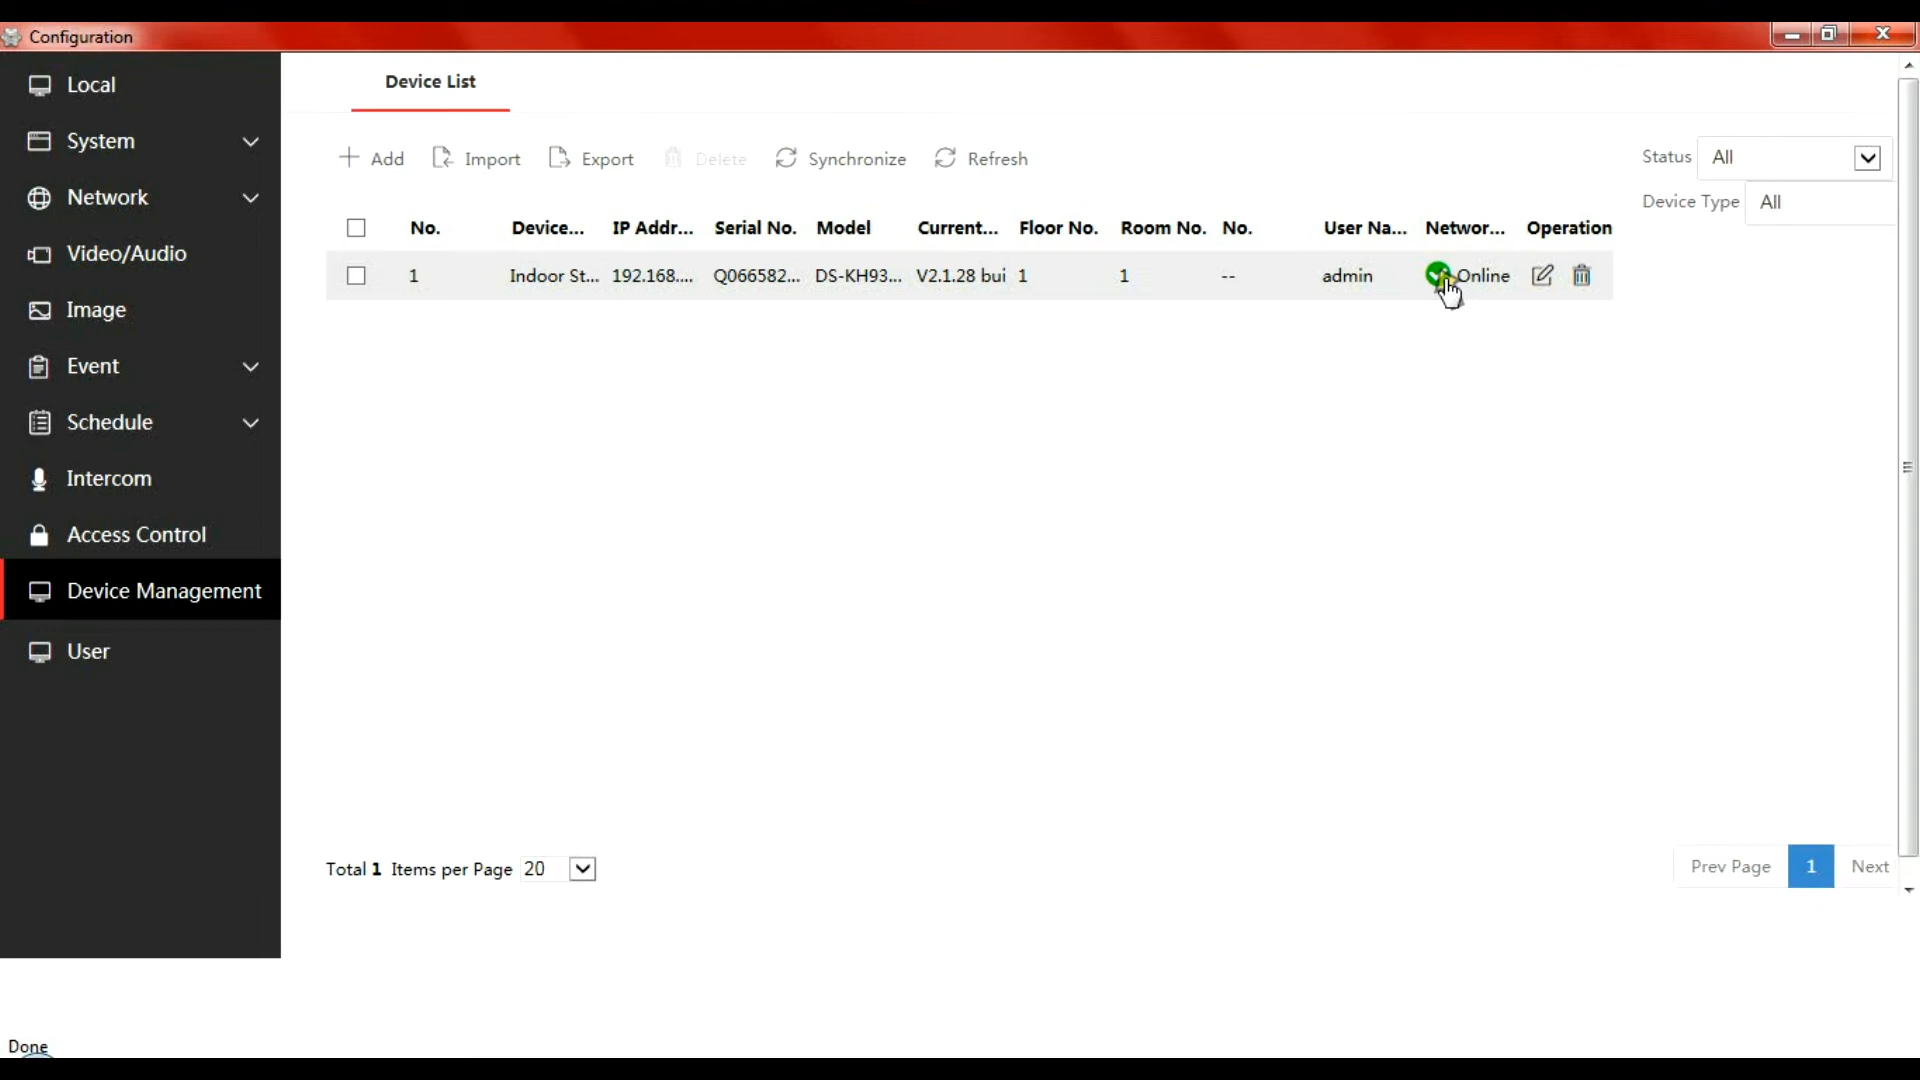 Configuration
Local
System
Network
Video/Audio
Image
Event
Schedule
Intercom
Access Control
Device Management
User
Device List
Add Import Export Delete Synchronize Refresh
Status All
Device Type All
No. Device... IP Addr... Serial No. Model Current... Floor No. Room No. No. User Na... Networ... Operation
1 Indoor St... 192.168.... Q066582... DS-KH93... V2.1.28 bui 1 1 -- admin Online
Total 1 Items per Page 20
Prev Page 1 Next
Done